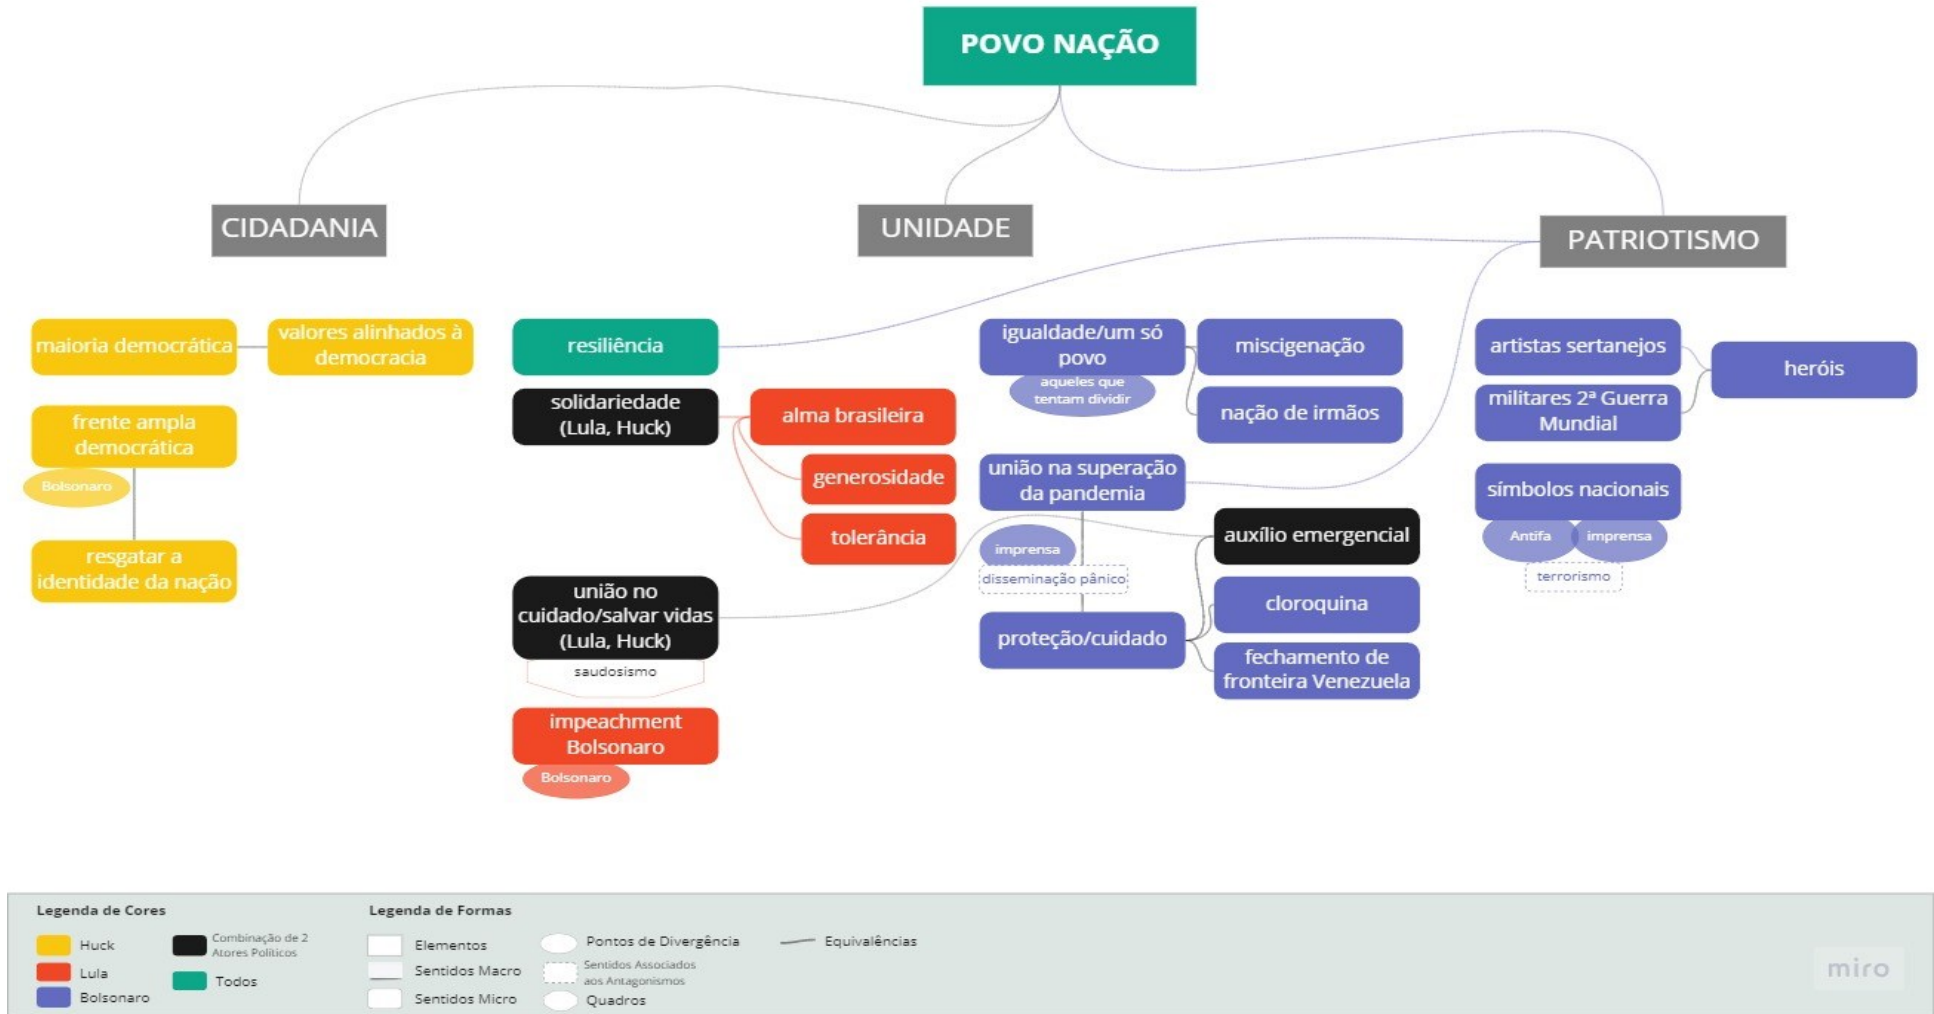 POVO NAÇÃO
CIDADANIA
UNIDADE
PATRIOTISMO
maioria democrática
valores alinhados à
democracia
frente ampla
democrática
Bolsonaro
resgatar a
identidade da nação
resiliência
solidariedade
(Lula, Huck)
alma brasileira
generosidade
tolerância
união no
cuidado/salvar vidas
(Lula, Huck)
saudosismo
impeachment
Bolsonaro
Bolsonaro
igualdade/um só
povo
aqueles que
tentam dividir
miscigenação
nação de irmãos
união na superação
da pandemia
imprensa
disseminação pânico
proteção/cuidado
auxílio emergencial
cloroquina
fechamento de
fronteira Venezuela
artistas sertanejos
militares 2ª Guerra
Mundial
heróis
símbolos nacionais
Antifa
imprensa
terrorismo
Legenda de Cores
Huck
Lula
Bolsonaro
Combinação de 2
Atores Políticos
Todos
Legenda de Formas
Elementos
Sentidos Macro
Sentidos Micro
Pontos de Divergência
Sentidos Associados
aos Antagonismos
Quadros
Equivalências
miro